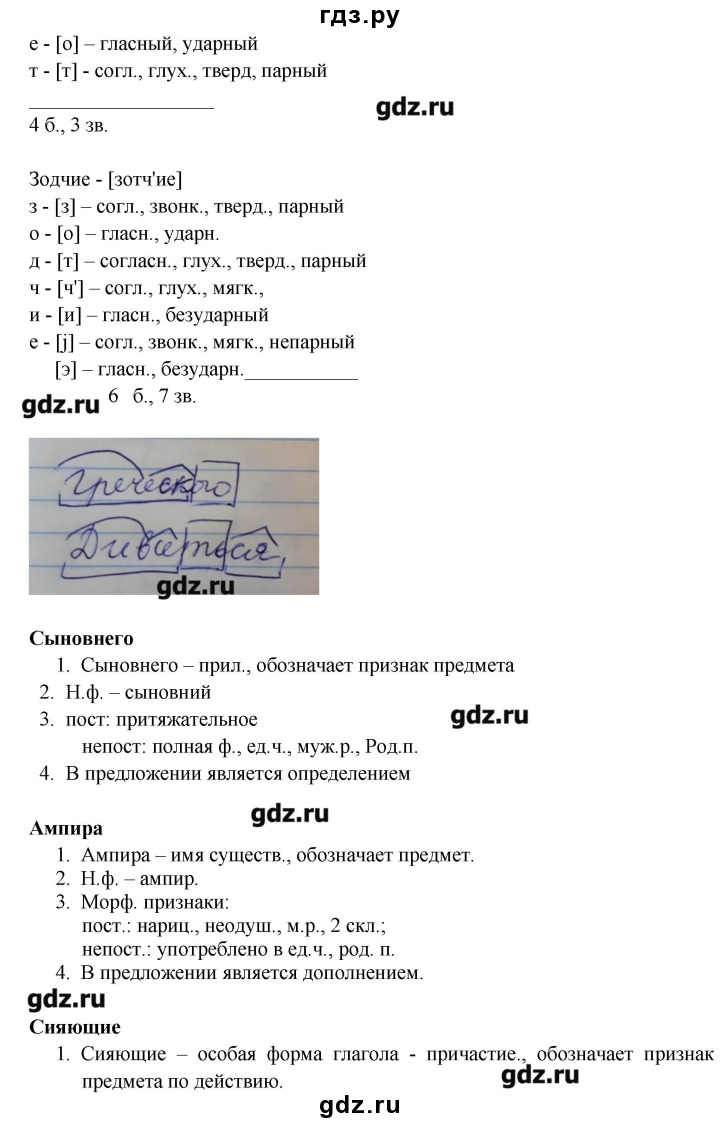 гдз.ру
е - [о] – гласный, ударный
т - [т] - согл., глух., тверд, парный
gdz.ru
4 б., 3 зв.
Зодчие - [зотч'ие]
з - [з] – согл., звонк., тверд., парный
о - [о] – гласн., ударн.
д - [т] – согласн., глух., тверд., парный
ч - [ч'] – согл., глух., мягк.,
и - [и] – гласн., безударный
е - [j] – согл., звонк., мягк., непарный
[э] – гласн., безударн.___________
gdz.ru 6 б., 7 зв.
Греческого
Диваться
gdz.ru
Сыновнего
1. Сыновнего – прил., обозначает признак предмета
2. Н.ф. – сыновний
3. пост: притяжательное
gdz.ru
непост: полная ф., ед.ч., муж.р., Род.п.
4. В предложении является определением
gdz.ru
Ампира
1. Ампира – имя существ., обозначает предмет.
2. Н.ф. – ампир.
3. Морф. признаки:
пост.: нариц., неодуш., м.р., 2 скл.;
непост.: употреблено в ед.ч., род. п.
4. В предложении является дополнением.
gdz.ru
Сияющие
1. Сияющие – особая форма глагола - причастие., обозначает признак
предмета по действию.
gdz.ru
gdz.ru